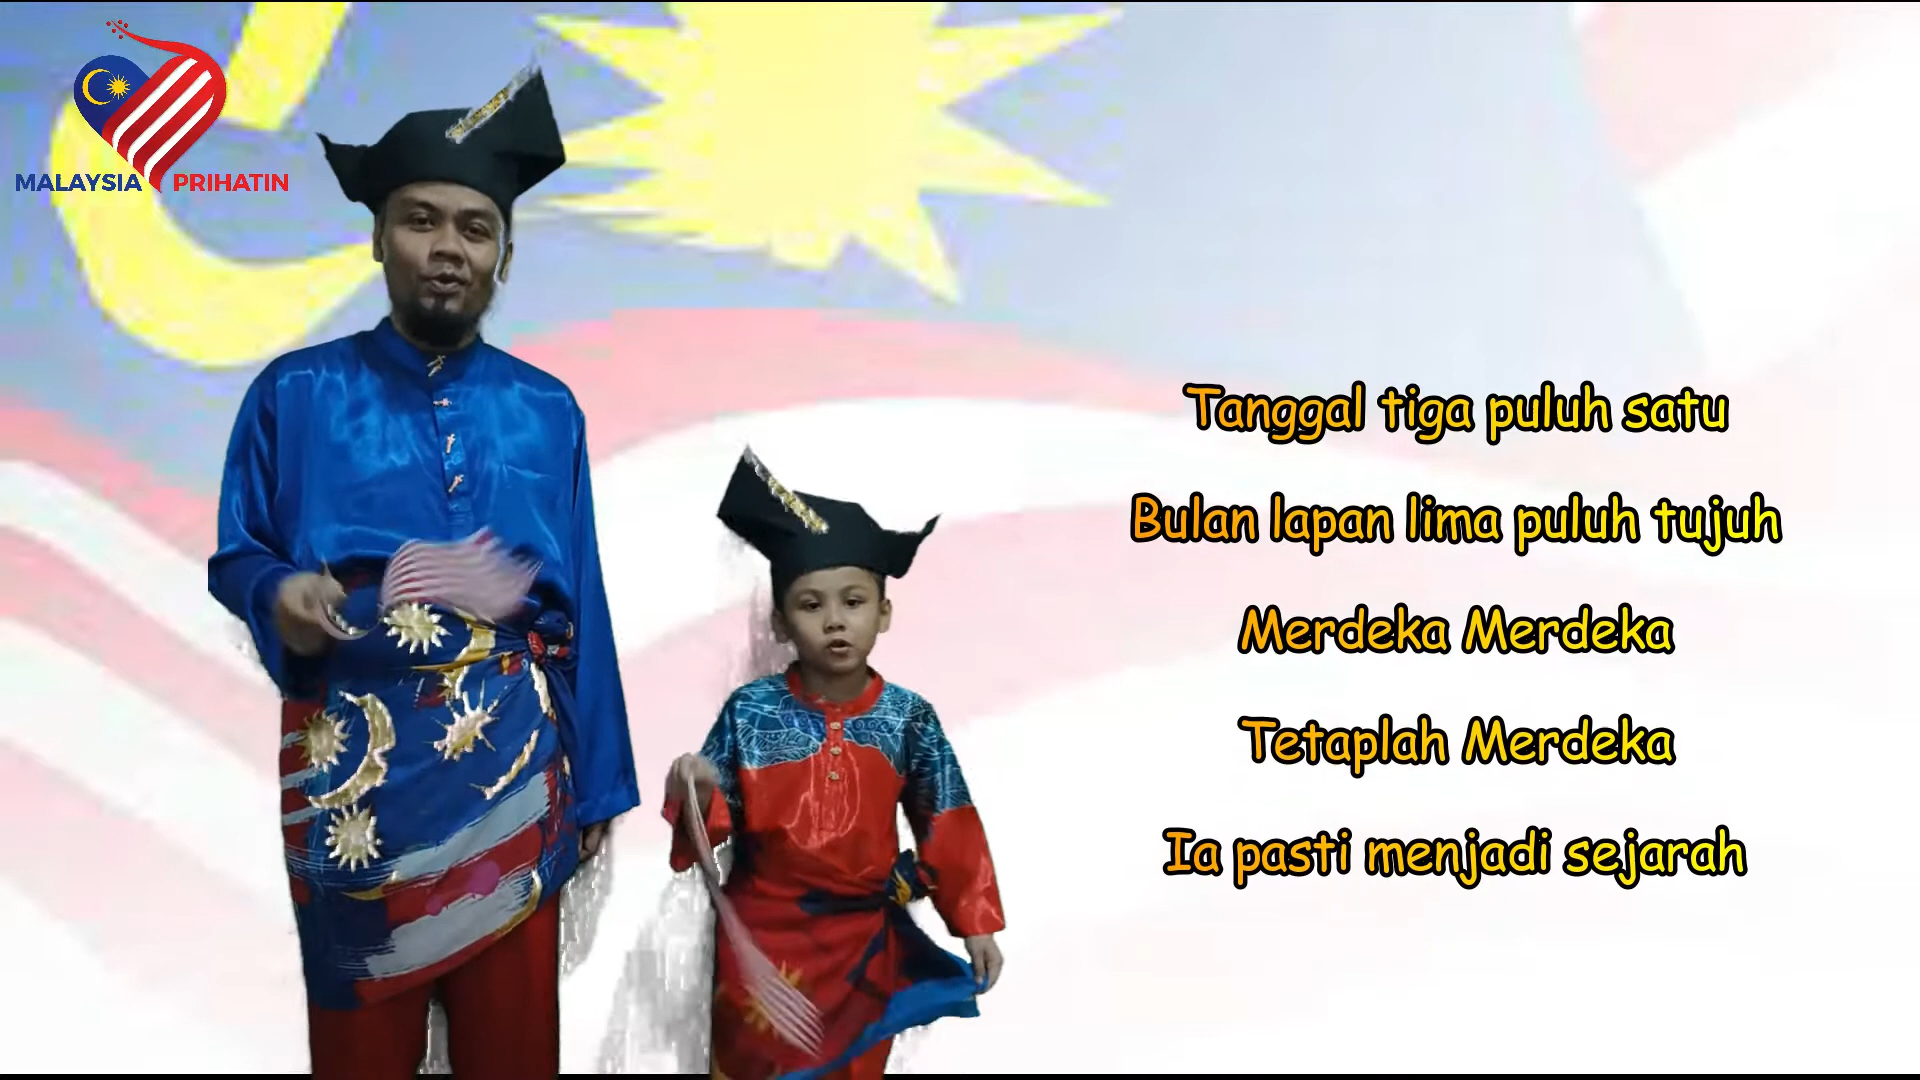 MALAYSIA PRIHATIN
Tanggal tiga puluh satu
Bulan lapan lima puluh tujuh
Merdeka Merdeka
Tetaplah Merdeka
Ia pasti menjadi sejarah